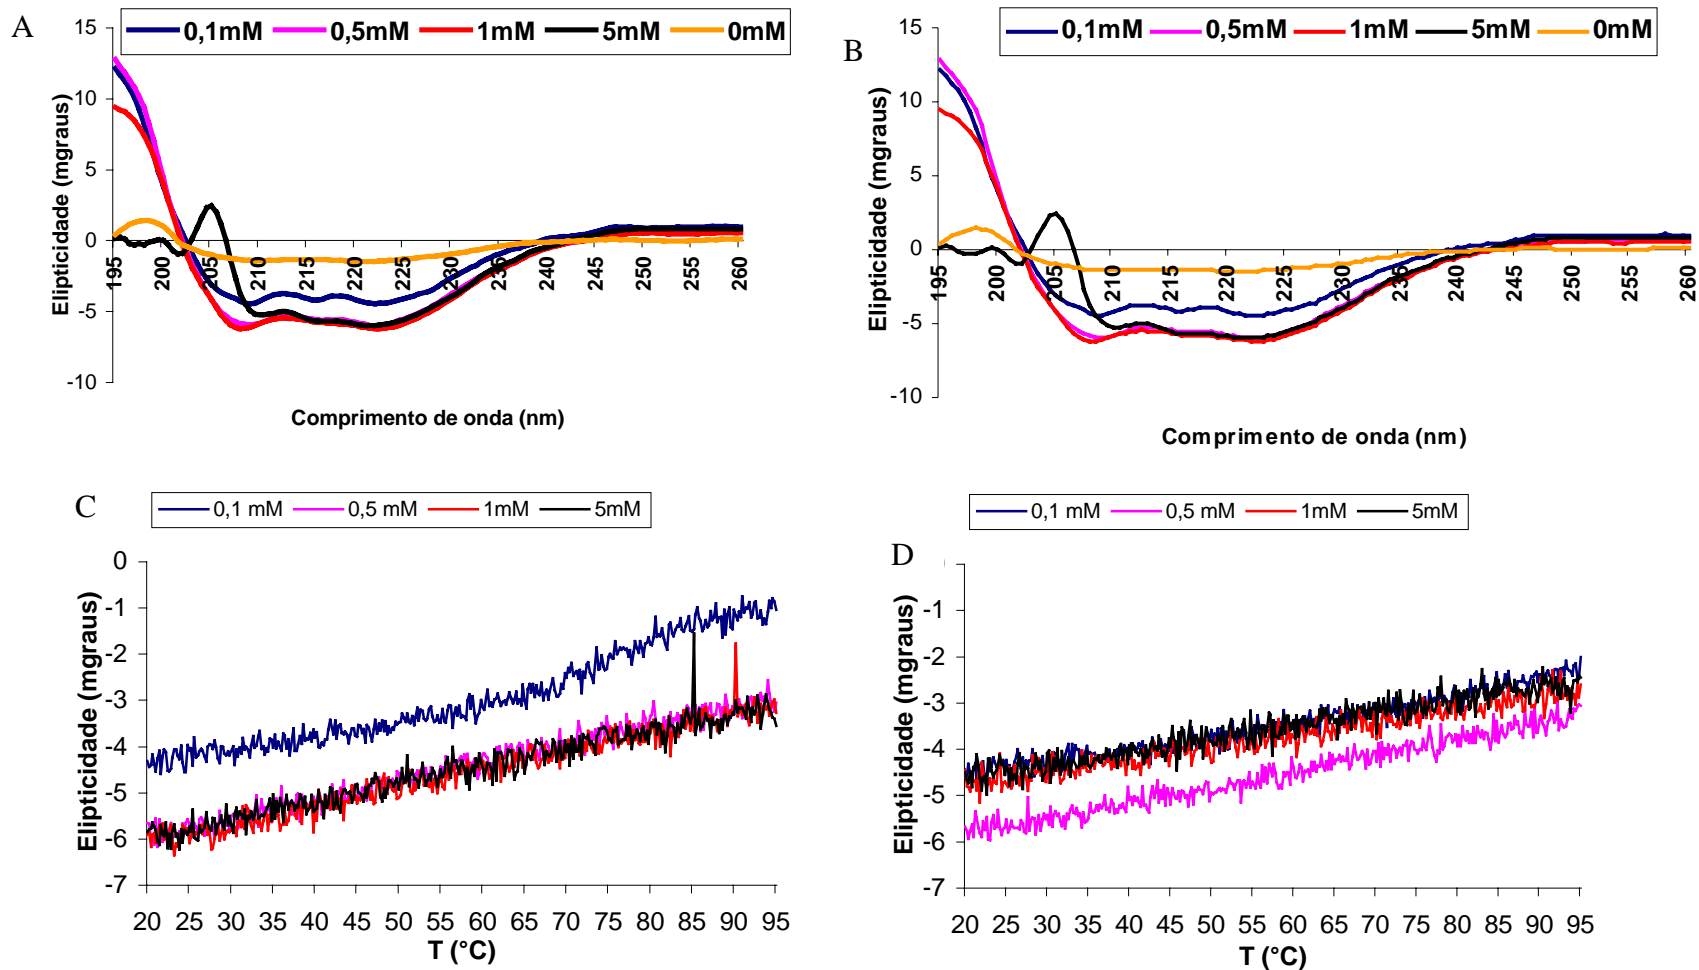 A
0,1mM 0,5mM 1mM 5mM 0mM
15
10
5
0
-5
-10
Elipticidade (mgraus)
195 200 205 210 215 220 225 230 235 240 245 250 255 260
Comprimento de onda (nm)
B
0,1mM 0,5mM 1mM 5mM 0mM
15
10
5
0
-5
-10
Elipticidade (mgraus)
195 200 205 210 215 220 225 230 235 240 245 250 255 260
Comprimento de onda (nm)
C
0,1 mM 0,5 mM 1mM 5mM
0
-1
-2
-3
-4
-5
-6
-7
Elipticidade (mgraus)
20 25 30 35 40 45 50 55 60 65 70 75 80 85 90 95
T (°C)
D
0,1 mM 0,5 mM 1mM 5mM
-1
-2
-3
-4
-5
-6
-7
Elipticidade (mgraus)
20 25 30 35 40 45 50 55 60 65 70 75 80 85 90 95
T (°C)